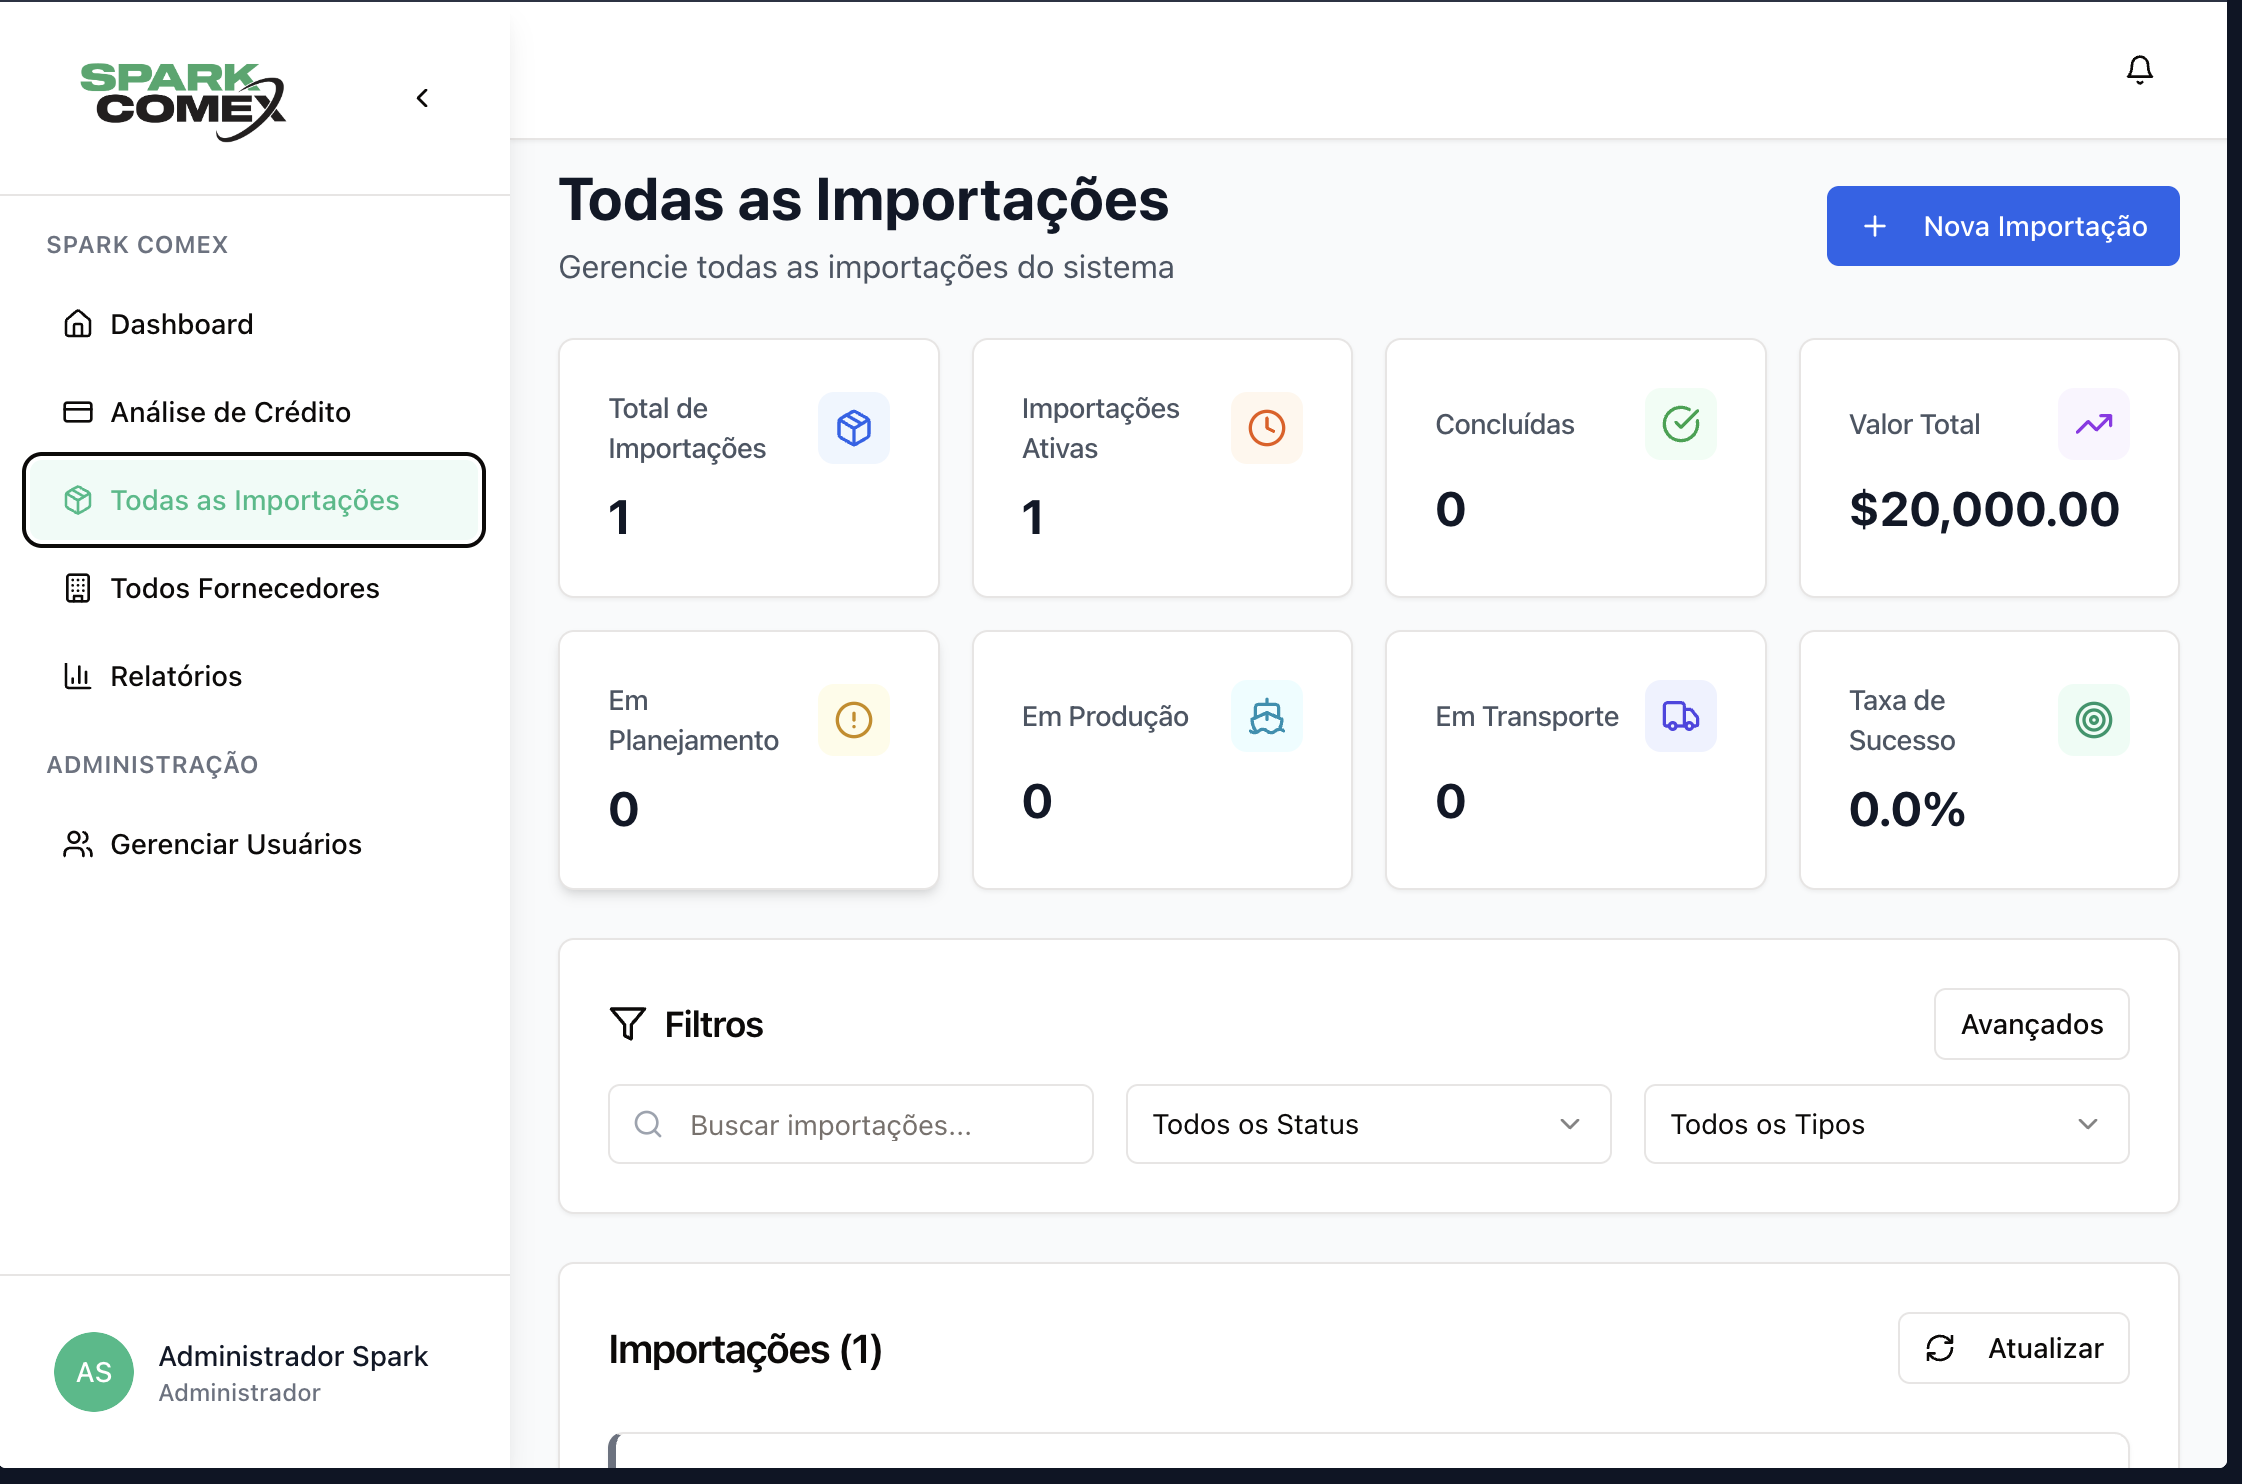 SPARK
COMEX
SPARK COMEX
Dashboard
Análise de Crédito
Todas as Importações
Todos Fornecedores
Relatórios
ADMINISTRAÇÃO
Gerenciar Usuários
AS
Administrador Spark
Administrador
Todas as Importações
Gerencie todas as importações do sistema
+ Nova Importação
Total de
Importações
1
Importações
Ativas
1
Concluídas
0
Valor Total
$20,000.00
Em
Planejamento
0
Em Produção
0
Em Transporte
0
Taxa de
Sucesso
0.0%
Filtros
Avançados
Buscar importações...
Todos os Status
Todos os Tipos
Importações (1)
Atualizar